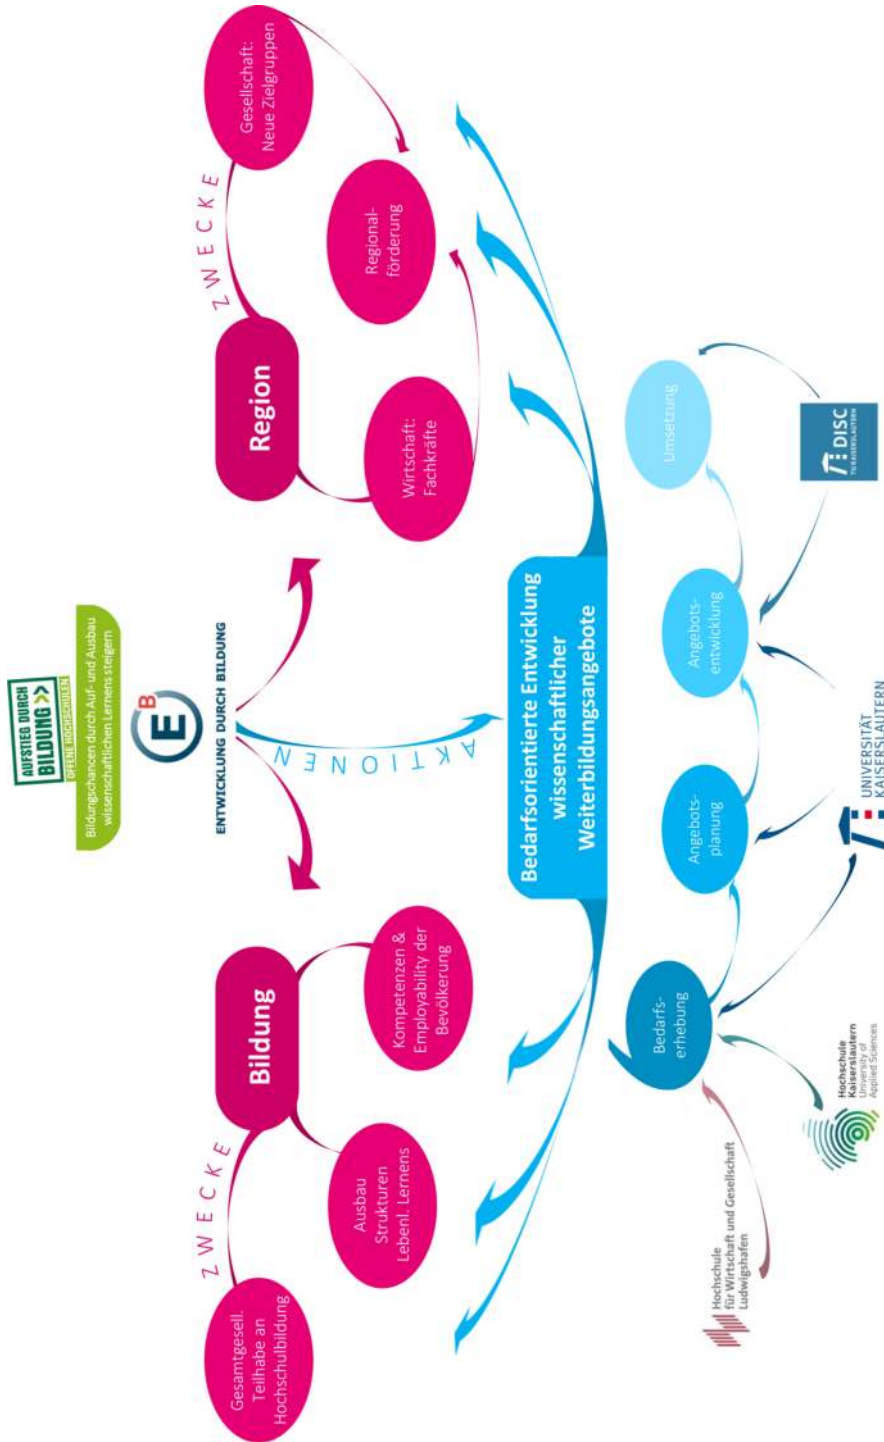 AUFSTIEG DURCH
BILDUNG >>
OFFENE HOCHSCHULEN
Bildungschancen durch Auf- und Ausbau
wissenschaftlichen Lernens steigern
E B
ENTWICKLUNG DURCH BILDUNG
ZWECKE
Bildung
Gesamtgesell.
Teilhabe an
Hochschulbildung
Ausbau
Strukturen
Lebenl. Lernens
Kompetenzen &
Employability der
Bevölkerung
ZWECKE
Region
Wirtschaft:
Fachkräfte
Regional-
förderung
Gesellschaft:
Neue Zielgruppen
AKTIONEN
Bedarfsorientierte Entwicklung
wissenschaftlicher
Weiterbildungsangebote
Bedarfs-
erhebung
Angebots-
planung
Angebots-
entwicklung
Umsetzung
Hochschule
für Wirtschaft und Gesellschaft
Ludwigshafen
Hochschule
Kaiserslautern
University of
Applied Sciences
UNIVERSITÄT
KAISERSLAUTERN
DISC
TU KAISERSLAUTERN